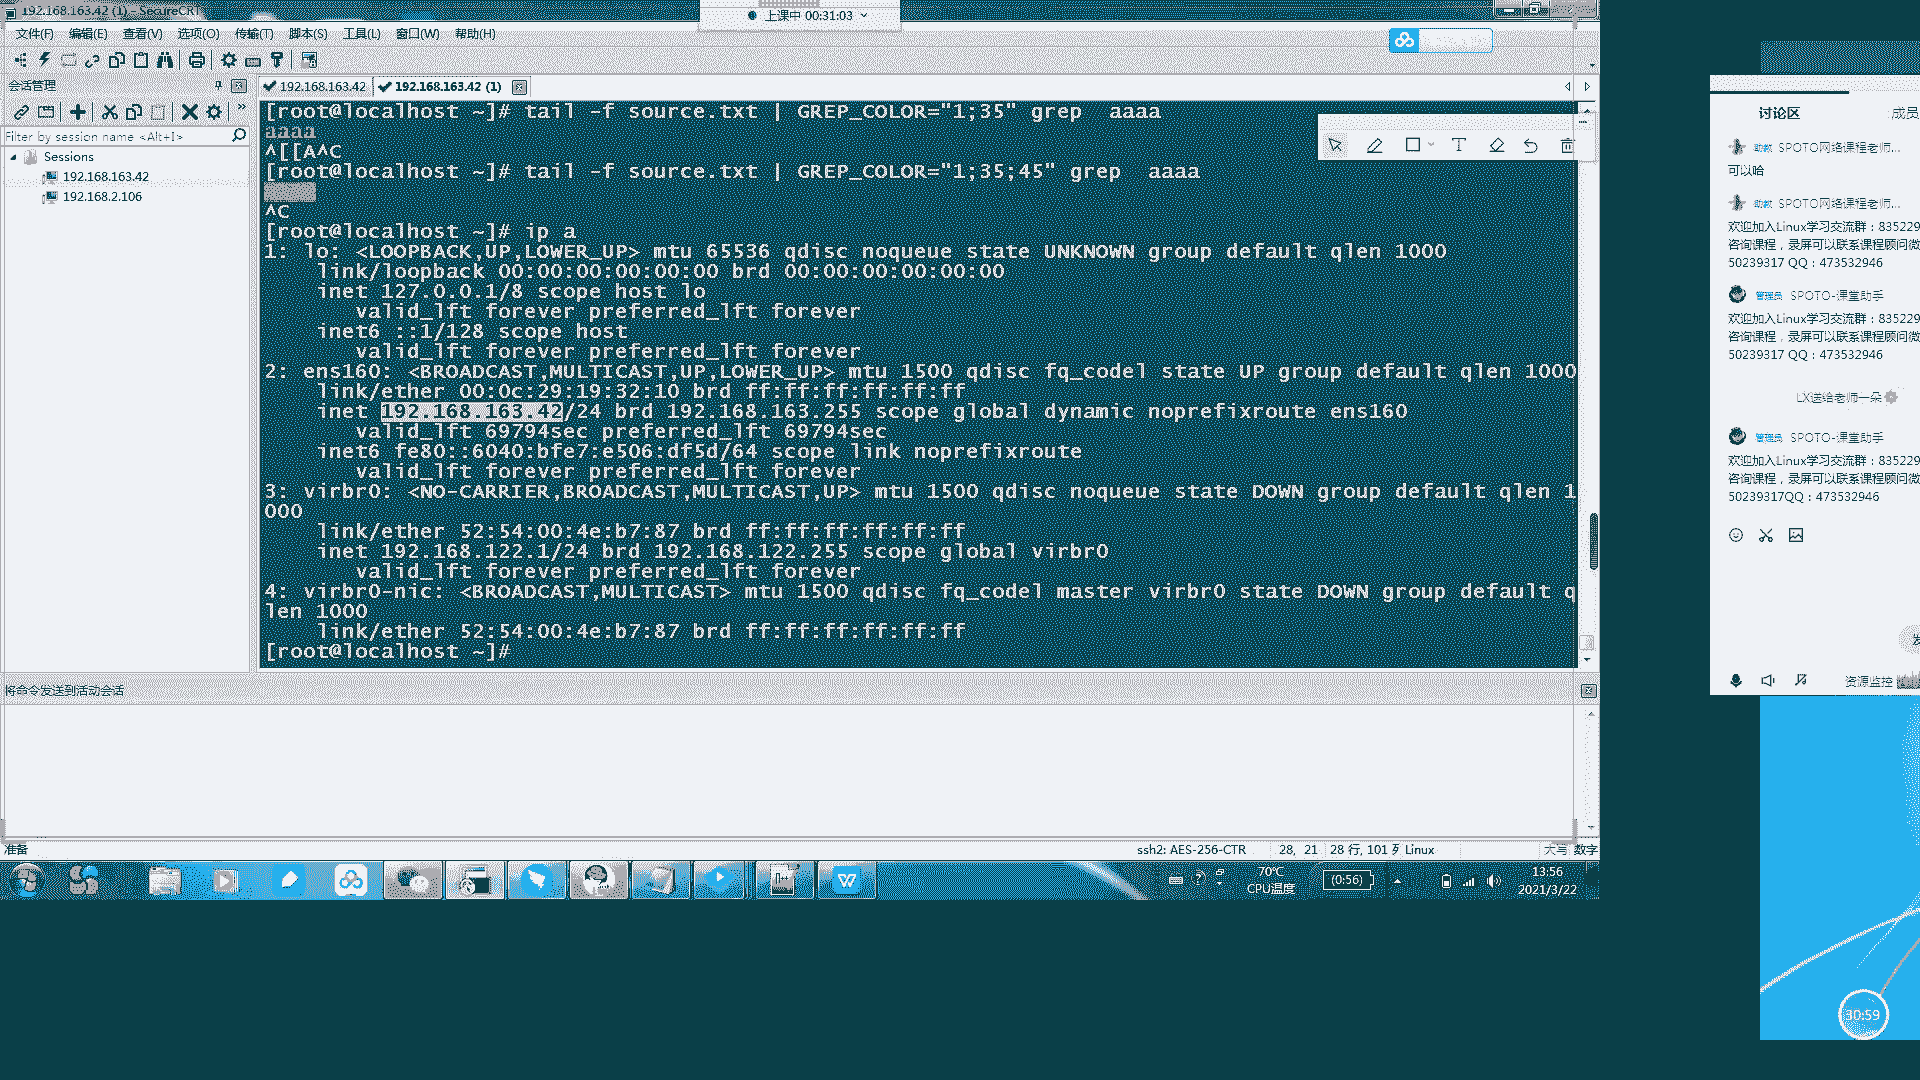 192.168.163.42 (1) - SecureCRT
上课中 00:31:03
文件(F) 编辑(E) 查看(V) 选项(O) 传输(T) 脚本(S) 工具(L) 窗口(W) 帮助(H)
会话管理
192.168.163.42
192.168.163.42 (1)
Filter by session name <Alt+I>
Sessions
192.168.163.42
192.168.2.106
[root@localhost ~]# tail -f source.txt | GREP_COLOR="1;35" grep  aaaa
aaaa
^[[A^C
[root@localhost ~]# tail -f source.txt | GREP_COLOR="1;35;45" grep  aaaa
^C
[root@localhost ~]# ip a
1: lo: <LOOPBACK,UP,LOWER_UP> mtu 65536 qdisc noqueue state UNKNOWN group default qlen 1000
link/loopback 00:00:00:00:00:00 brd 00:00:00:00:00:00
inet 127.0.0.1/8 scope host lo
valid_lft forever preferred_lft forever
inet6 ::1/128 scope host
valid_lft forever preferred_lft forever
2: ens160: <BROADCAST,MULTICAST,UP,LOWER_UP> mtu 1500 qdisc fq_codel state UP group default qlen 1000
link/ether 00:0c:29:19:32:10 brd ff:ff:ff:ff:ff:ff
inet 192.168.163.42/24 brd 192.168.163.255 scope global dynamic noprefixroute ens160
valid_lft 69794sec preferred_lft 69794sec
inet6 fe80::6040:bfe7:e506:df5d/64 scope link noprefixroute
valid_lft forever preferred_lft forever
3: virbr0: <NO-CARRIER,BROADCAST,MULTICAST,UP> mtu 1500 qdisc noqueue state DOWN group default qlen 1
000
link/ether 52:54:00:4e:b7:87 brd ff:ff:ff:ff:ff:ff
inet 192.168.122.1/24 brd 192.168.122.255 scope global virbr0
valid_lft forever preferred_lft forever
4: virbr0-nic: <BROADCAST,MULTICAST> mtu 1500 qdisc fq_codel master virbr0 state DOWN group default q
len 1000
link/ether 52:54:00:4e:b7:87 brd ff:ff:ff:ff:ff:ff
[root@localhost ~]#
将命令发送到活动会话
准备
ssh2: AES-256-CTR 28, 21 28 行, 101 列 Linux 大写 数字
70℃
CPU温度
(0:56)
13:56
2021/3/22
讨论区 成员
助教 SPOTO网络课程老师...
可以哈
助教 SPOTO网络课程老师...
欢迎加入Linux学习交流群：835229
咨询课程，录屏可以联系课程顾问微
50239317 QQ：473532946
管理员 SPOTO-课堂助手
欢迎加入Linux学习交流群：835229
咨询课程，录屏可以联系课程顾问微
50239317 QQ：473532946
LX送给老师一朵
管理员 SPOTO-课堂助手
欢迎加入Linux学习交流群：835229
咨询课程，录屏可以联系课程顾问微
50239317QQ：473532946
资源监控
30:59